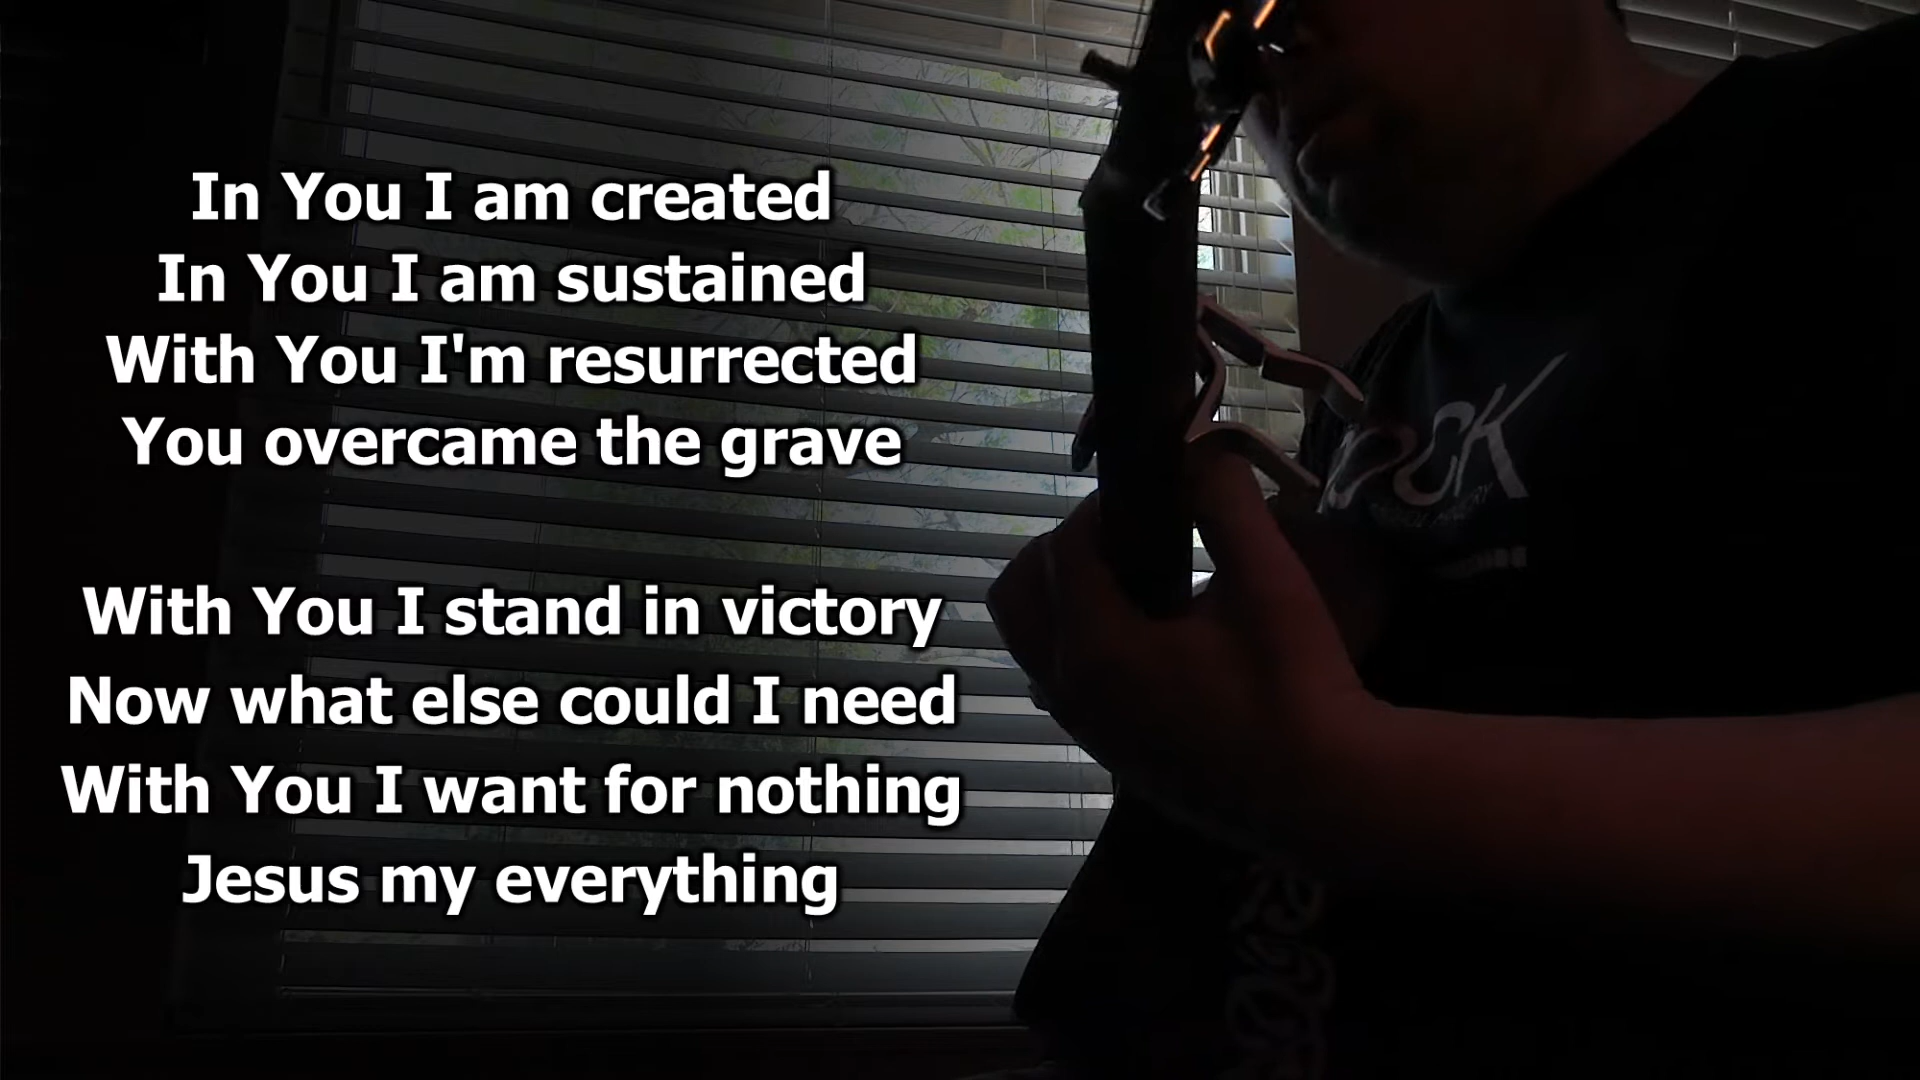 In You I am created
In You I am sustained
With You I'm resurrected
You overcame the grave
With You I stand in victory
Now what else could I need
With You I want for nothing
Jesus my everything